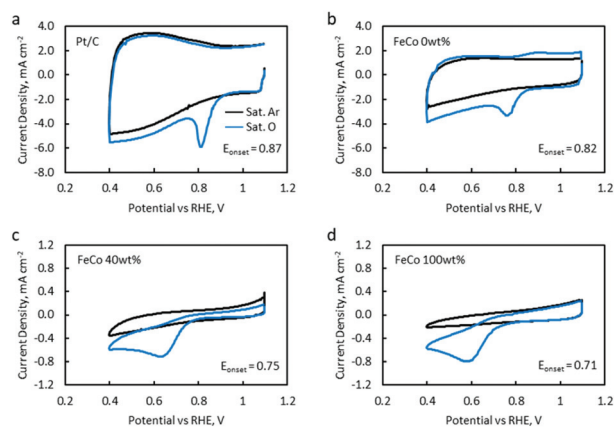 a
Pt/C
4.0
2.0
0.0
-2.0
-4.0
-6.0
-8.0
Current Density, mA cm⁻²
Sat. Ar
Sat. O
Eonset = 0.87
0.2 0.4 0.6 0.8 1 1.2
Potential vs RHE, V
b
FeCo 0wt%
4.0
2.0
0.0
-2.0
-4.0
-6.0
-8.0
Current Density, mA cm⁻²
Eonset = 0.82
0.2 0.4 0.6 0.8 1 1.2
Potential vs RHE, V
c
FeCo 40wt%
1.2
0.8
0.4
0.0
-0.4
-0.8
-1.2
Current Density, mA cm⁻²
Eonset = 0.75
0.2 0.4 0.6 0.8 1 1.2
Potential vs RHE, V
d
FeCo 100wt%
1.2
0.8
0.4
0.0
-0.4
-0.8
-1.2
Current Density, mA cm⁻²
Eonset = 0.71
0.2 0.4 0.6 0.8 1 1.2
Potential vs RHE, V